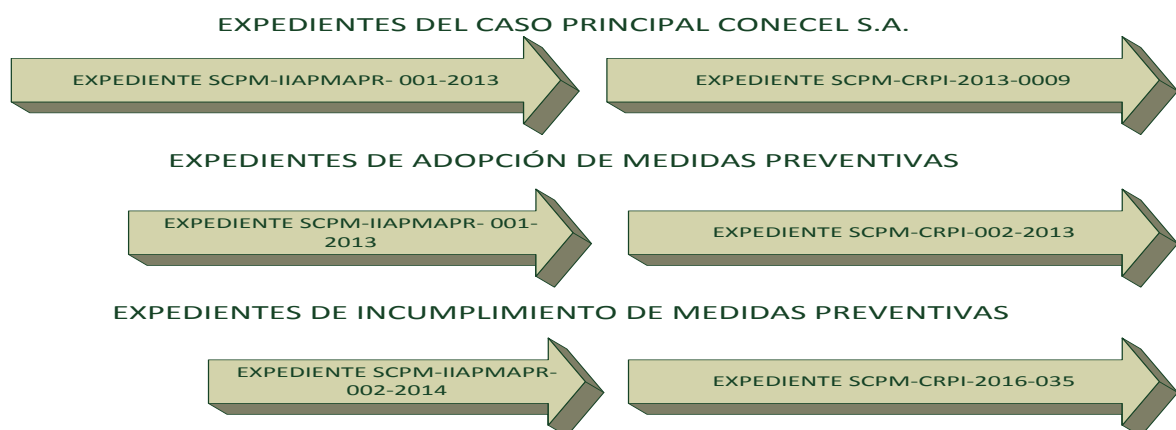 EXPEDIENTES DEL CASO PRINCIPAL CONECEL S.A.
EXPEDIENTE SCPM-IIAPMAPR- 001-2013
EXPEDIENTE SCPM-CRPI-2013-0009
EXPEDIENTES DE ADOPCIÓN DE MEDIDAS PREVENTIVAS
EXPEDIENTE SCPM-IIAPMAPR- 001-
2013
EXPEDIENTE SCPM-CRPI-002-2013
EXPEDIENTES DE INCUMPLIMIENTO DE MEDIDAS PREVENTIVAS
EXPEDIENTE SCPM-IIAPMAPR-
002-2014
EXPEDIENTE SCPM-CRPI-2016-035